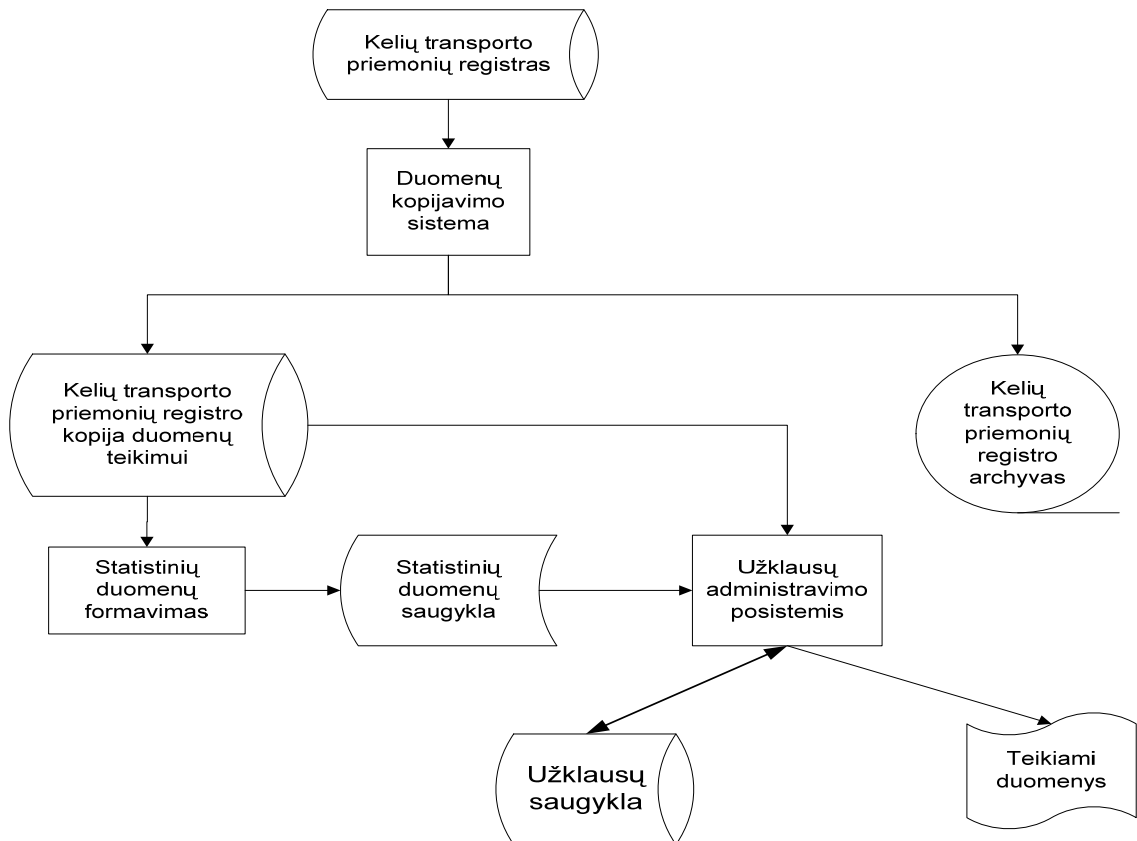 Kelių transporto
priemonių registras
Duomenų
kopijavimo
sistema
Kelių transporto
priemonių registro
kopija duomenų
teikimui
Kelių
transporto
priemonių
registro
archyvas
Statistinių
duomenų
formavimas
Statistinių
duomenų
saugykla
Užklausų
administravimo
posistemis
Užklausų
saugykla
Teikiami
duomenys